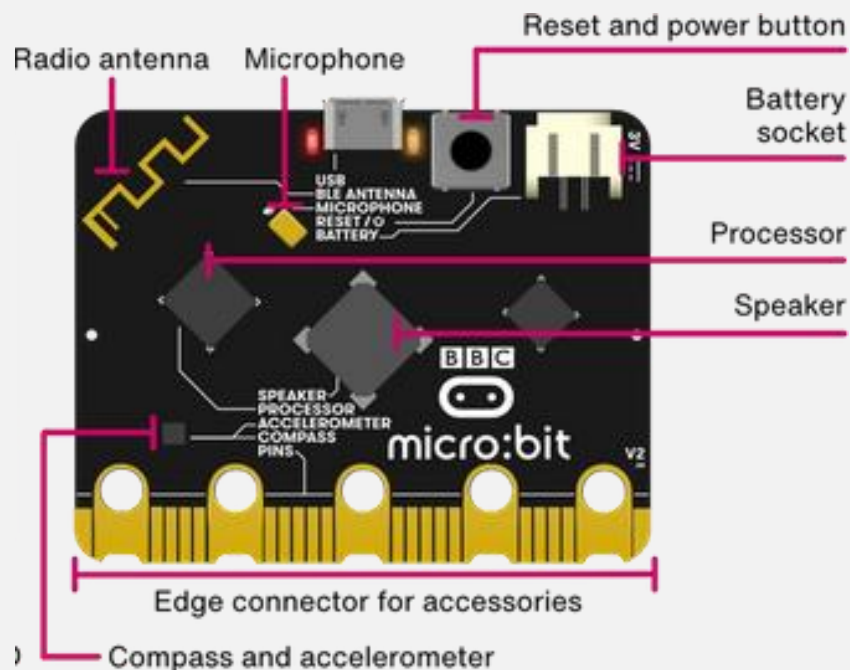 Reset and power button
Radio antenna
Microphone
Battery
socket
3V
USB
BLE ANTENNA
MICROPHONE
RESET / O
BATTERY
Processor
Speaker
BBC
SPEAKER
PROCESSOR
ACCELEROMETER
COMPASS
PINS
micro:bit
V2
Edge connector for accessories
Compass and accelerometer